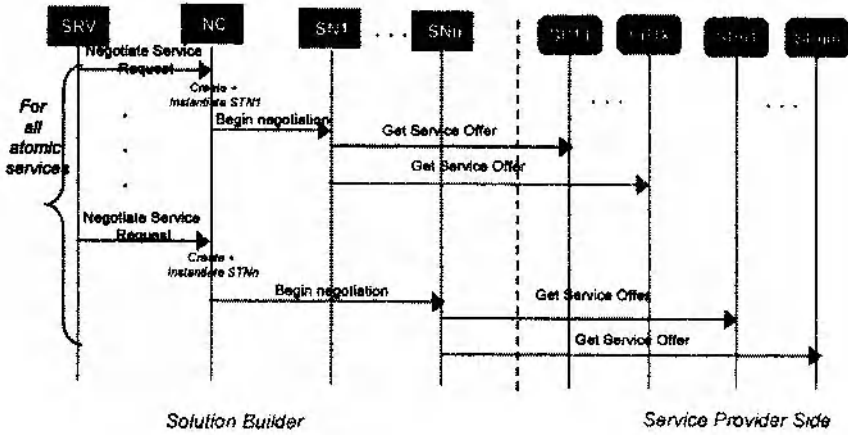 SRV NC SN1 . . . SNn
Negotiate Service
Request
Create +
Instantiate STN1
For
all
atomic
services
Begin negotiation
Get Service Offer
Get Service Offer
Negotiate Service
Request
Create +
Instantiate STNn
Begin negotiation
Get Service Offer
Get Service Offer
Solution Builder
Service Provider Side